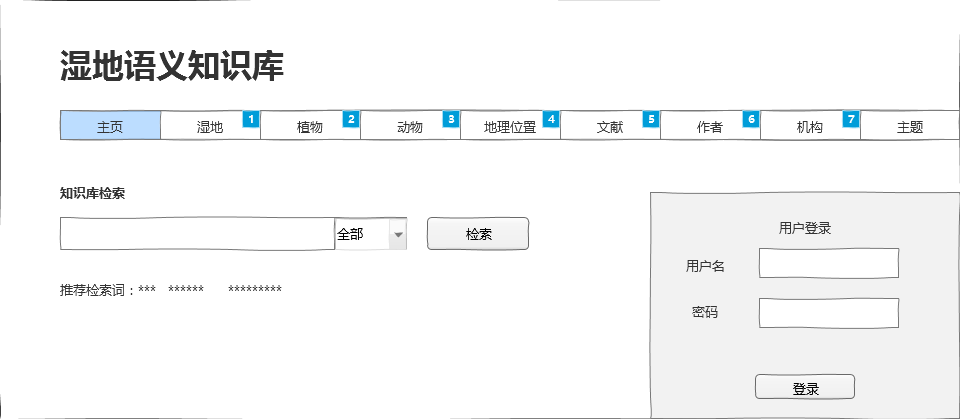 湿地语义知识库
主页 湿地 1 植物 2 动物 3 地理位置 4 文献 5 作者 6 机构 7 主题
知识库检索
全部 检索
推荐检索词：*** ****** *********
用户登录
用户名
密码
登录